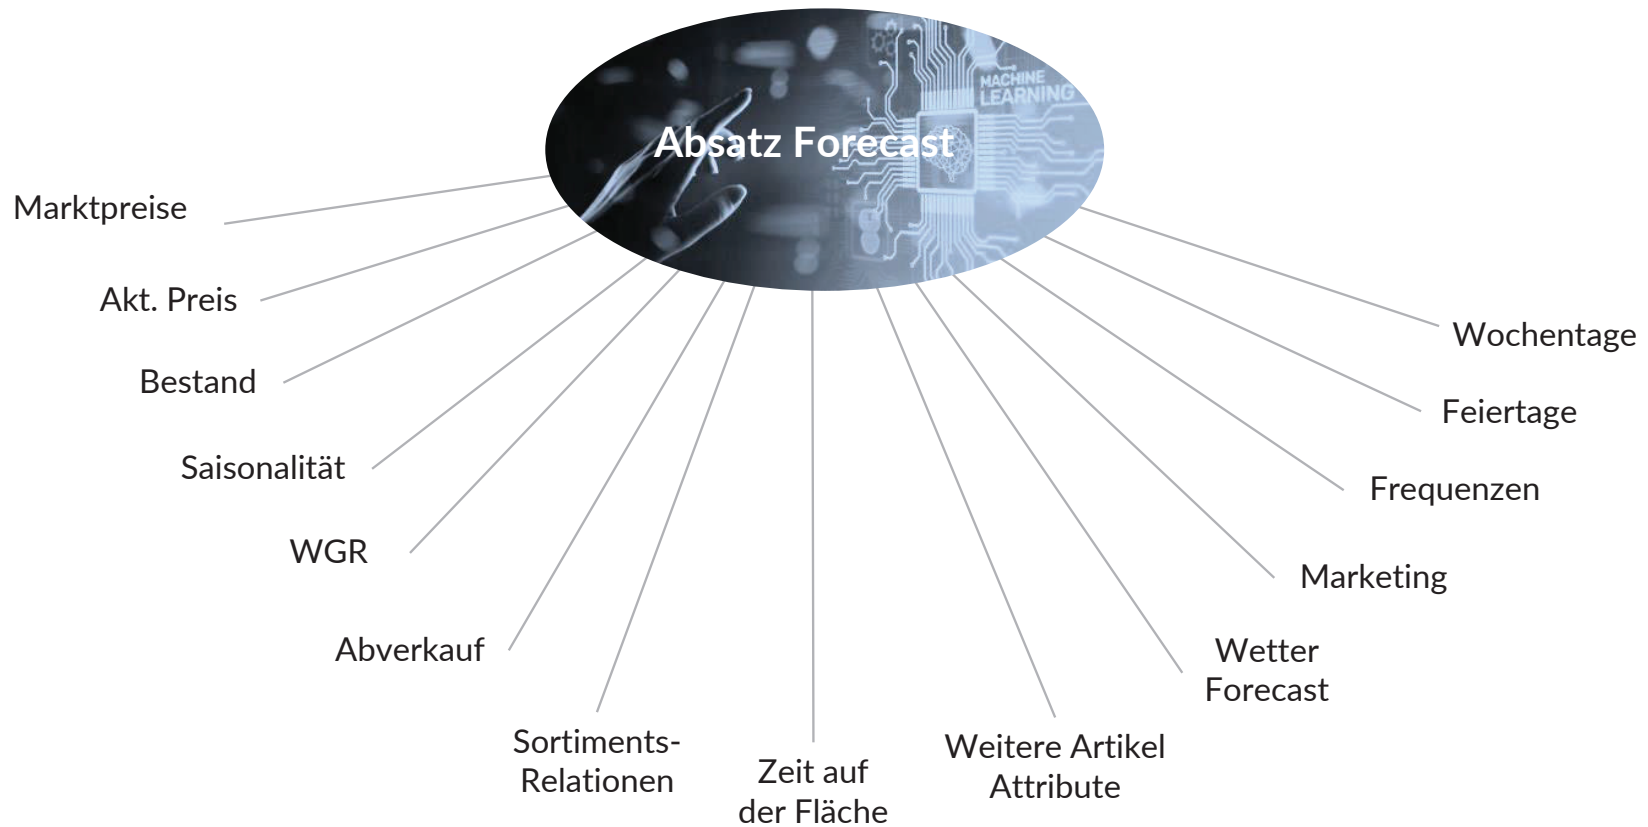 MACHINE
LEARNING
Absatz Forecast
Marktpreise
Akt. Preis
Bestand
Saisonalität
WGR
Abverkauf
Sortiments-
Relationen
Zeit auf
der Fläche
Weitere Artikel
Attribute
Wetter
Forecast
Marketing
Frequenzen
Feiertage
Wochentage